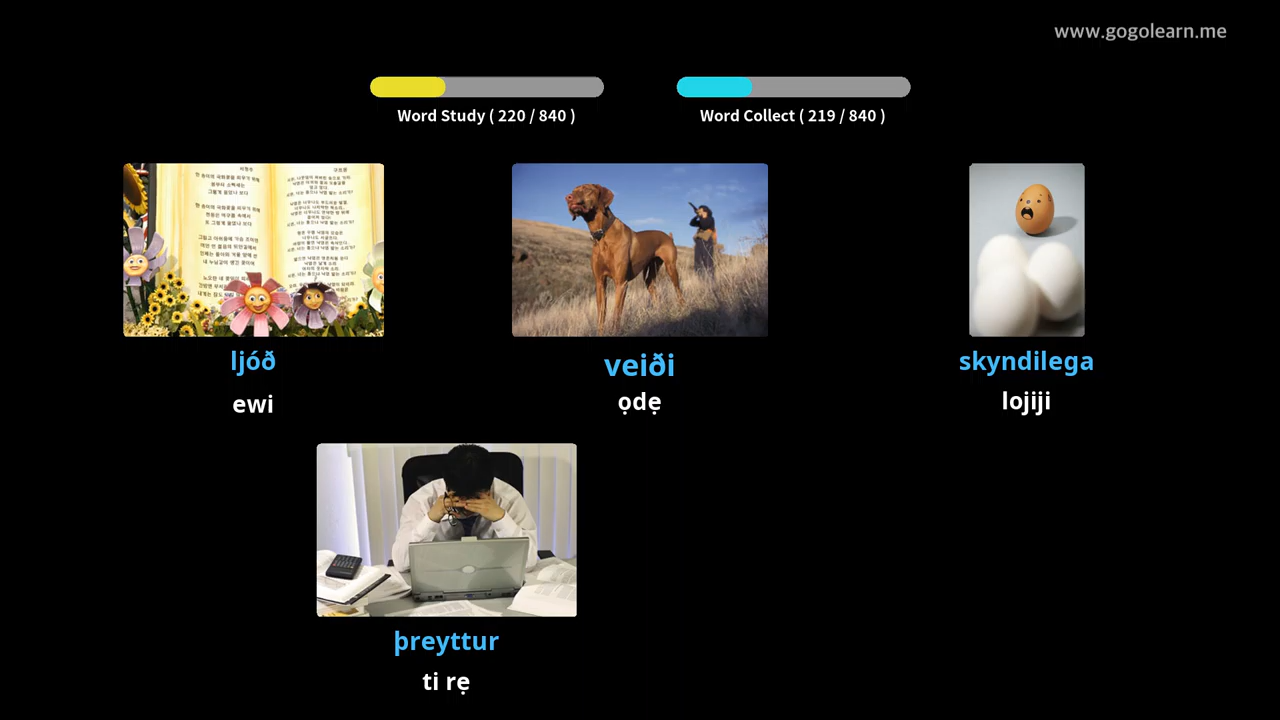 www.gogolearn.me
Word Study ( 220 / 840 )
Word Collect ( 219 / 840 )
ljóð
ewi
veiði
ọdẹ
skyndilega
lojiji
þreyttur
ti rẹ